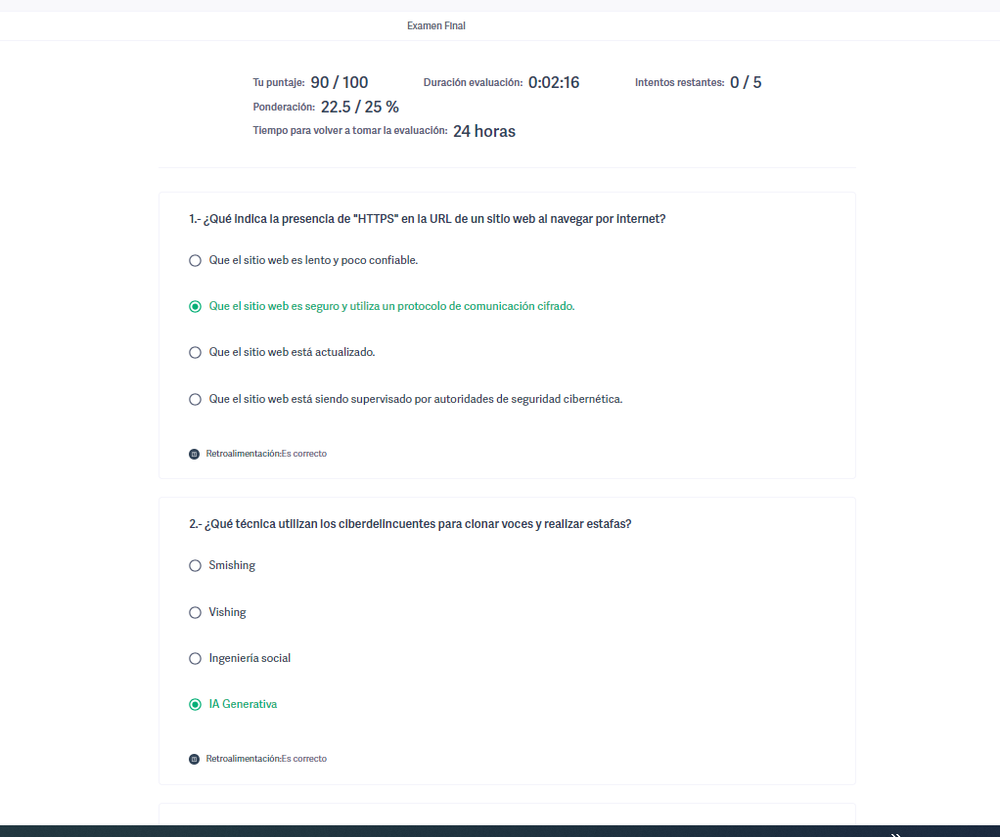 Examen Final
Tu puntaje: 90 / 100 Duración evaluación: 0:02:16 Intentos restantes: 0 / 5
Ponderación: 22.5 / 25 %
Tiempo para volver a tomar la evaluación: 24 horas
1.- ¿Qué indica la presencia de "HTTPS" en la URL de un sitio web al navegar por internet?
Que el sitio web es lento y poco confiable.
Que el sitio web es seguro y utiliza un protocolo de comunicación cifrado.
Que el sitio web está actualizado.
Que el sitio web está siendo supervisado por autoridades de seguridad cibernética.
Retroalimentación:Es correcto
2.- ¿Qué técnica utilizan los ciberdelincuentes para clonar voces y realizar estafas?
Smishing
Vishing
Ingeniería social
IA Generativa
Retroalimentación:Es correcto